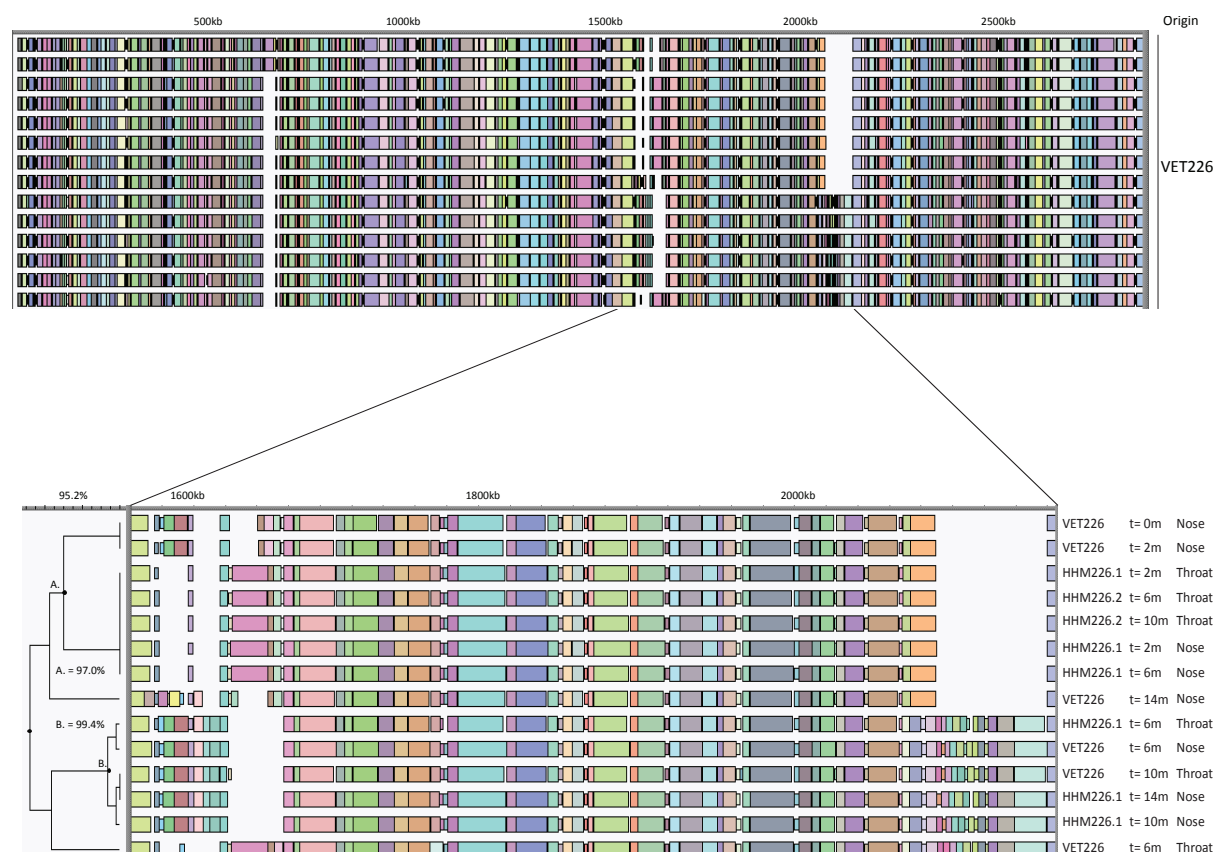 500kb 1000kb 1500kb 2000kb 2500kb Origin
VET226
95.2% 1600kb 1800kb 2000kb
VET226 t= 0m Nose
VET226 t= 2m Nose
HHM226.1 t= 2m Throat
A.
HHM226.2 t= 6m Throat
HHM226.2 t= 10m Throat
HHM226.1 t= 2m Nose
A. = 97.0% HHM226.1 t= 6m Nose
VET226 t= 14m Nose
B. = 99.4% HHM226.1 t= 6m Throat
VET226 t= 6m Nose
B.
VET226 t= 10m Throat
HHM226.1 t= 14m Nose
HHM226.1 t= 10m Nose
VET226 t= 6m Throat